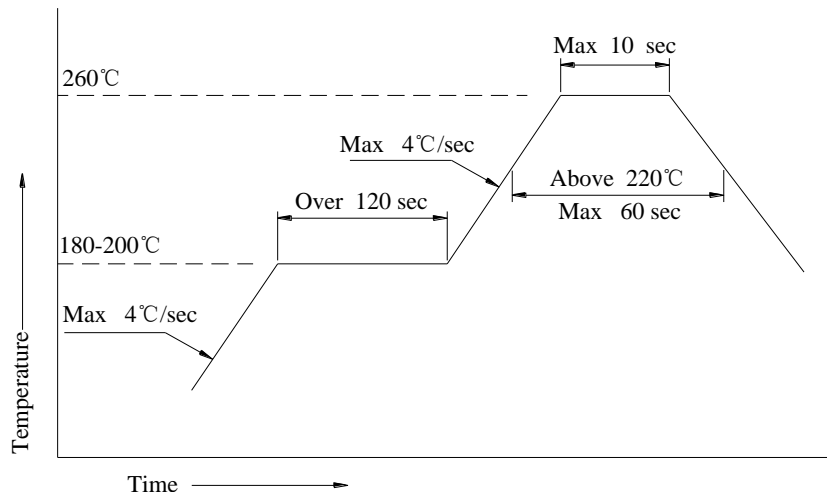 Max 10 sec
260℃
Max 4℃/sec
Above 220℃
Max 60 sec
Over 120 sec
180-200℃
Max 4℃/sec
Temperature
Time